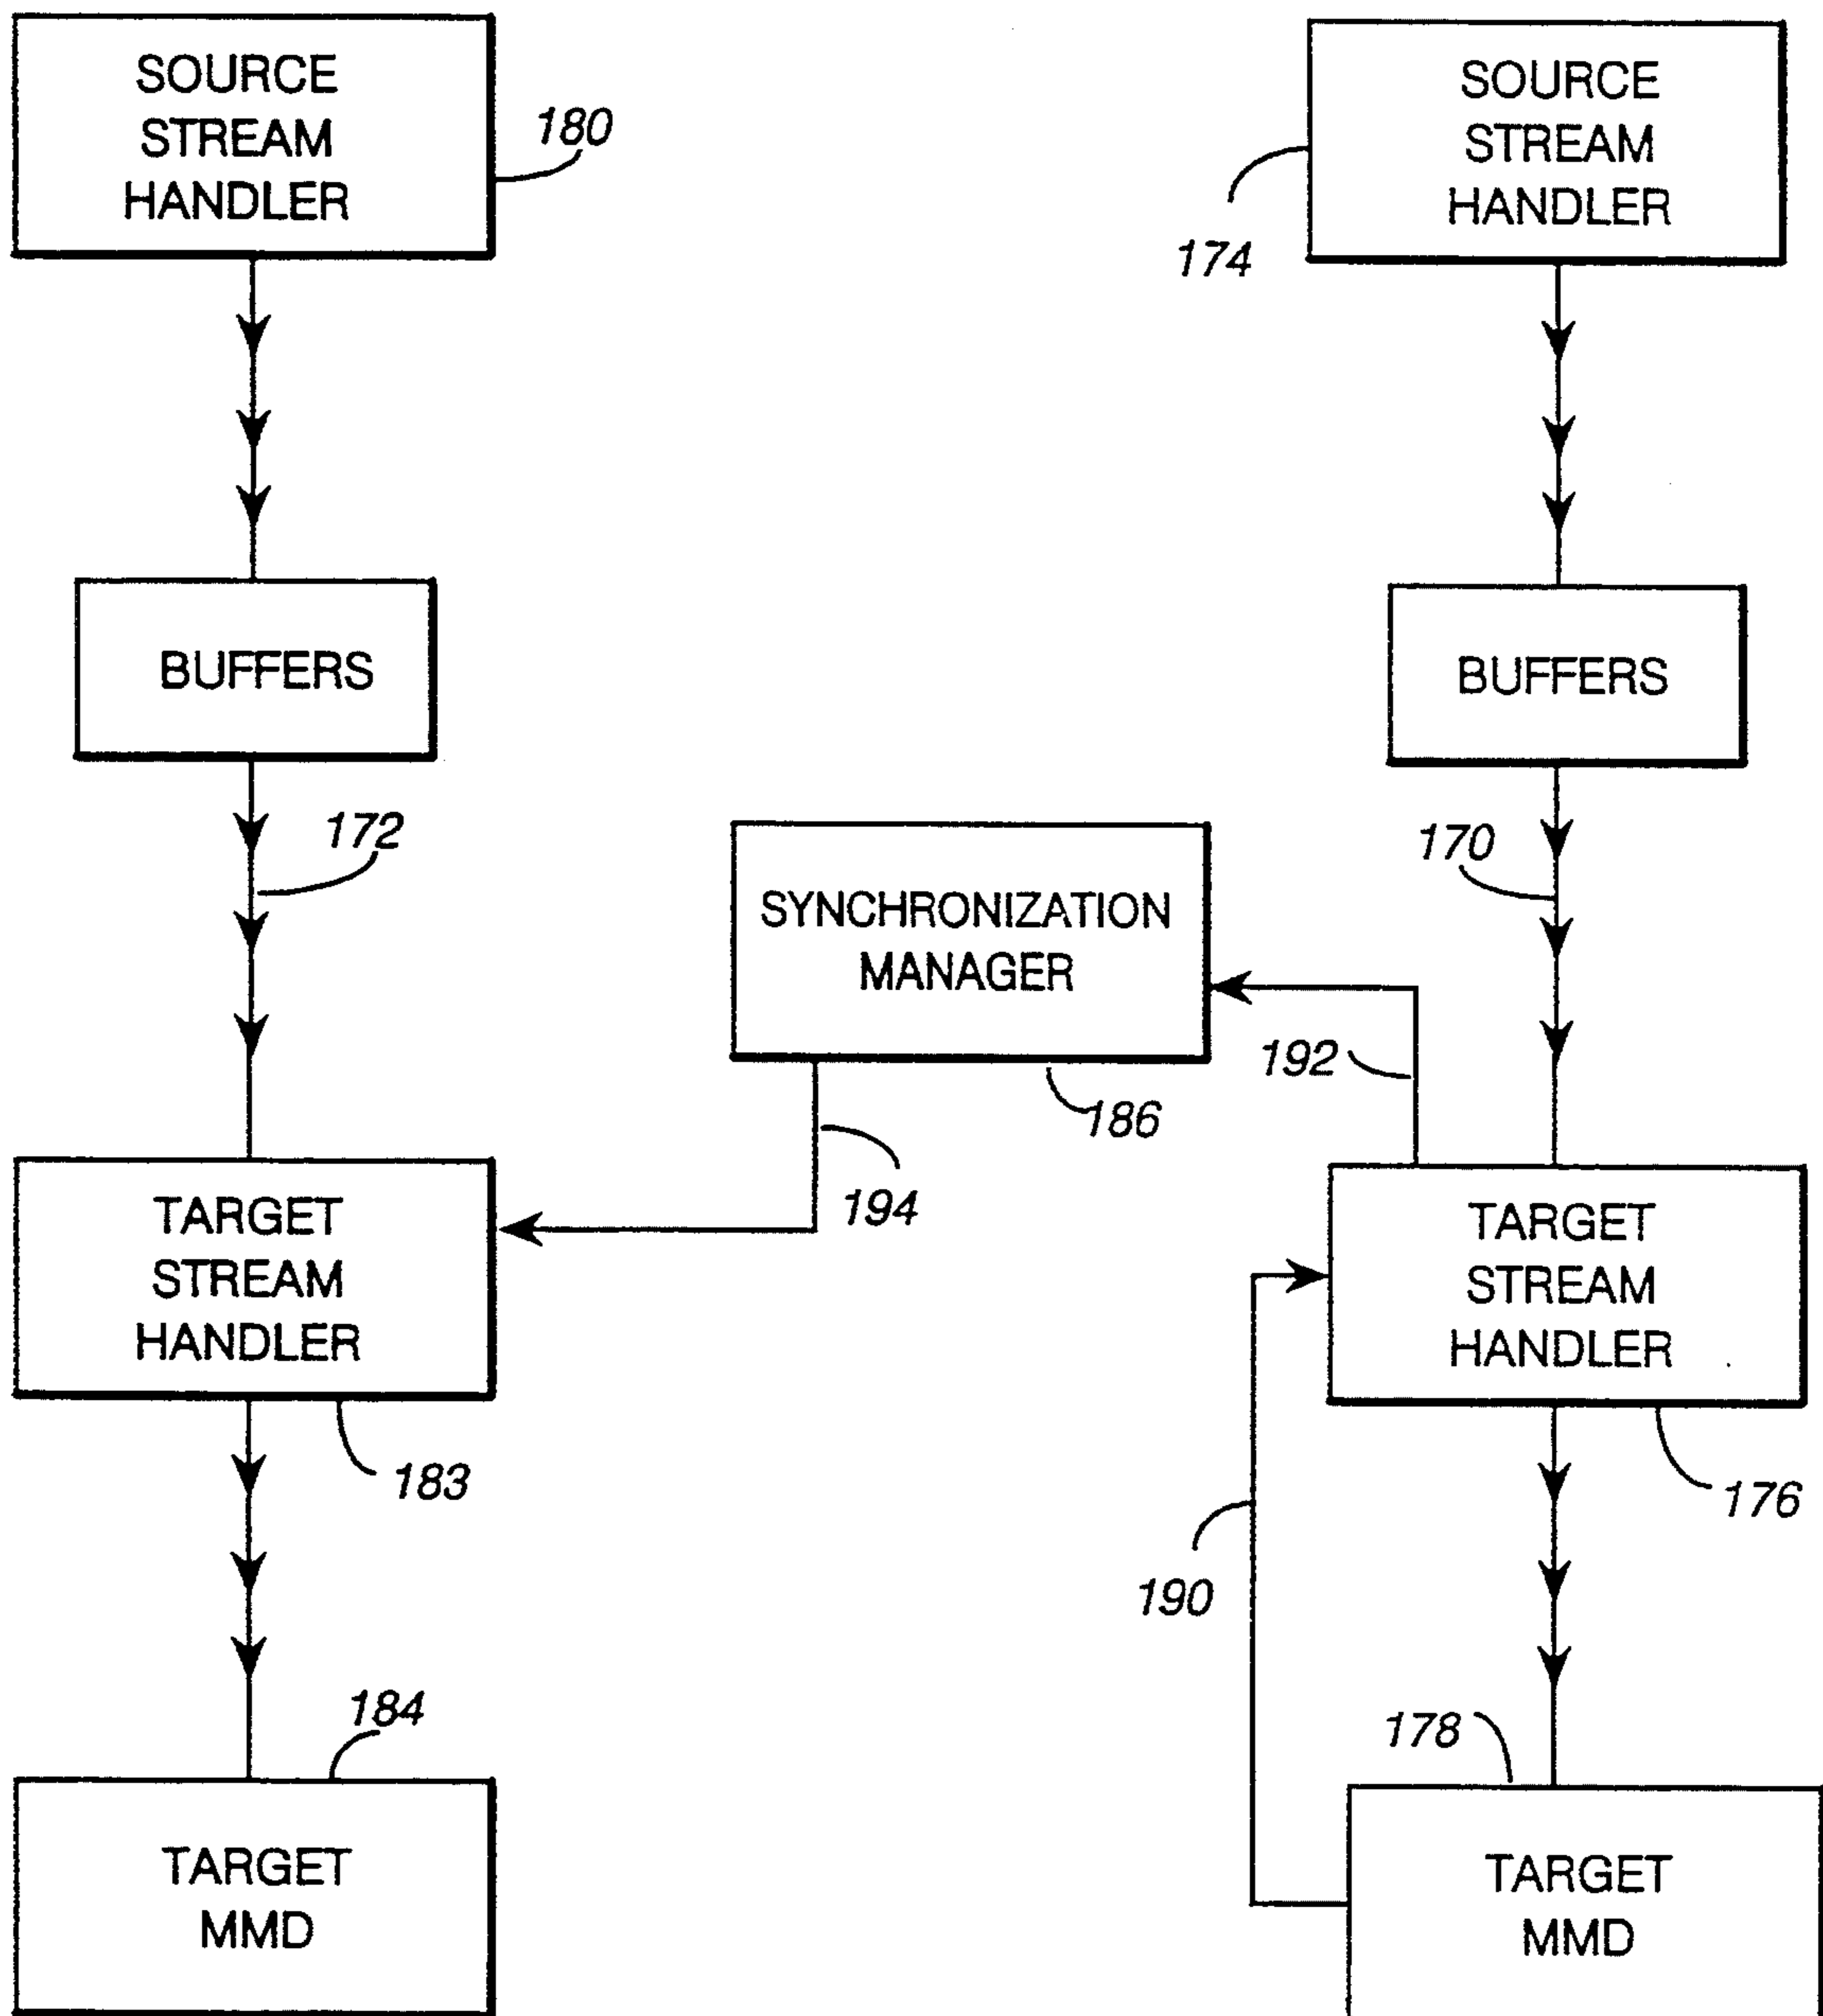 SOURCE
STREAM
HANDLER
180
SOURCE
STREAM
HANDLER
174
BUFFERS
BUFFERS
172
170
SYNCHRONIZATION
MANAGER
186
192
194
TARGET
STREAM
HANDLER
183
TARGET
STREAM
HANDLER
176
190
184
178
TARGET
MMD
TARGET
MMD